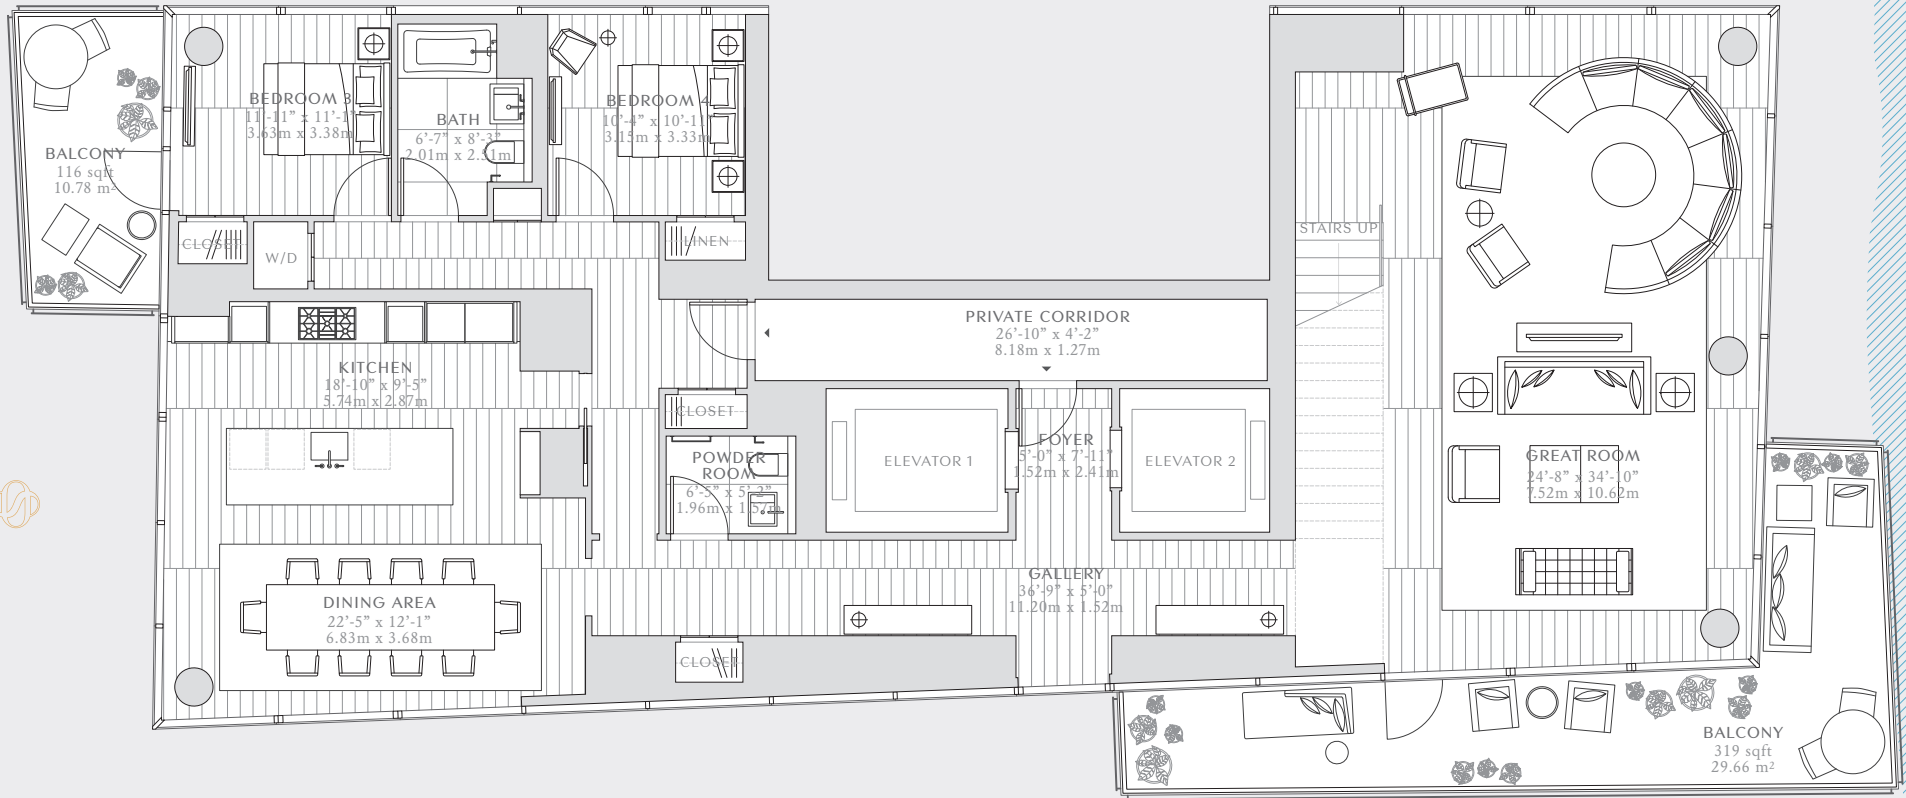 BEDROOM 3
11'-11” x 11'-1”
3.63m x 3.38m
BATH
6'-7” x 8'-3”
2.01m x 2.51m
BEDROOM 4
10'-4” x 10'-11”
3.15m x 3.33m
BALCONY
116 sqft
10.78 m²
CLOSET
W/D
LINEN
STAIRS UP
PRIVATE CORRIDOR
26'-10” x 4'-2”
8.18m x 1.27m
KITCHEN
18'-10” x 9'-5”
5.74m x 2.87m
CLOSET
POWDER
ROOM
6'-5” x 5'-2”
1.96m x 1.57m
ELEVATOR 1
FOYER
5'-0” x 7'-11”
1.52m x 2.41m
ELEVATOR 2
GREAT ROOM
24'-8” x 34'-10”
7.52m x 10.62m
DINING AREA
22'-5” x 12'-1”
6.83m x 3.68m
GALLERY
36'-9” x 5'-0”
11.20m x 1.52m
CLOSET
BALCONY
319 sqft
29.66 m²